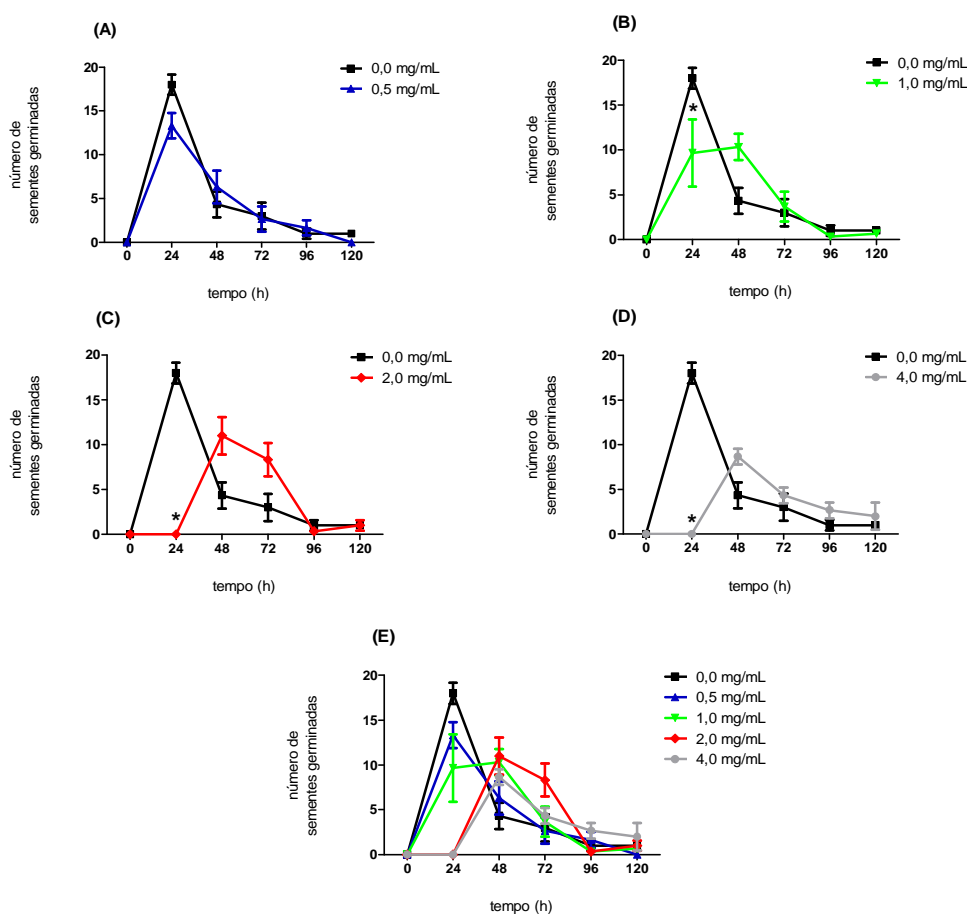 (A)
número de
sementes germinadas
20
15
10
5
0
0 24 48 72 96 120
tempo (h)
0,0 mg/mL
0,5 mg/mL
(B)
número de
sementes germinadas
20
15
10
5
0
*
0 24 48 72 96 120
tempo (h)
0,0 mg/mL
1,0 mg/mL
(C)
número de
sementes germinadas
20
15
10
5
0
*
0 24 48 72 96 120
tempo (h)
0,0 mg/mL
2,0 mg/mL
(D)
número de
sementes germinadas
20
15
10
5
0
*
0 24 48 72 96 120
tempo (h)
0,0 mg/mL
4,0 mg/mL
(E)
número de
sementes germinadas
20
15
10
5
0
0 24 48 72 96 120
tempo (h)
0,0 mg/mL
0,5 mg/mL
1,0 mg/mL
2,0 mg/mL
4,0 mg/mL